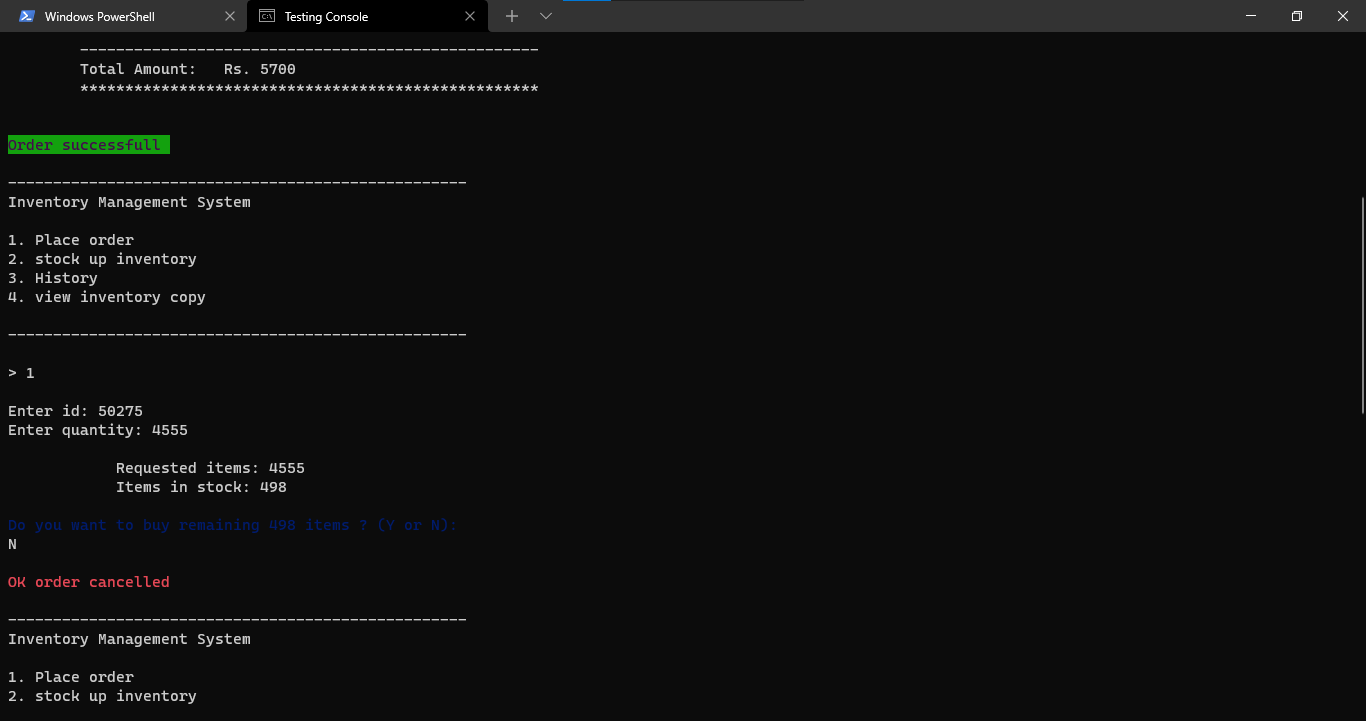 Windows PowerShell
Testing Console
---------------------------------------------------
Total Amount:   Rs. 5700
***************************************************
Order successfull
---------------------------------------------------
Inventory Management System
1. Place order
2. stock up inventory
3. History
4. view inventory copy
---------------------------------------------------
> 1
Enter id: 50275
Enter quantity: 4555
Requested items: 4555
Items in stock: 498
Do you want to buy remaining 498 items ? (Y or N):
N
OK order cancelled
---------------------------------------------------
Inventory Management System
1. Place order
2. stock up inventory